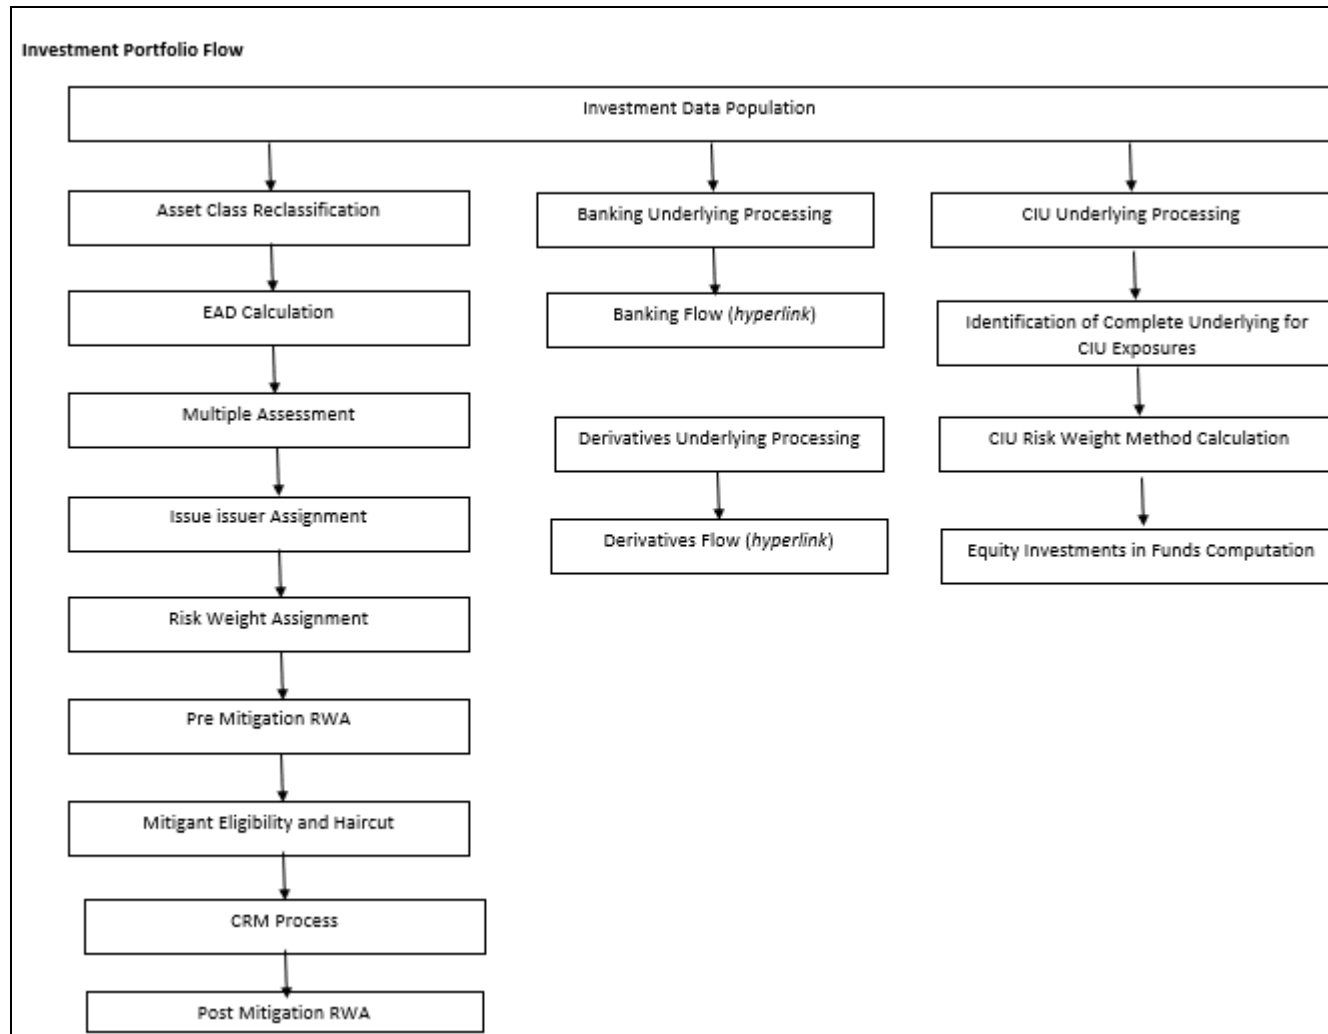 Investment Portfolio Flow
Investment Data Population
Asset Class Reclassification
EAD Calculation
Multiple Assessment
Issue issuer Assignment
Risk Weight Assignment
Pre Mitigation RWA
Mitigant Eligibility and Haircut
CRM Process
Post Mitigation RWA
Banking Underlying Processing
Banking Flow (hyperlink)
Derivatives Underlying Processing
Derivatives Flow (hyperlink)
CIU Underlying Processing
Identification of Complete Underlying for
CIU Exposures
CIU Risk Weight Method Calculation
Equity Investments in Funds Computation